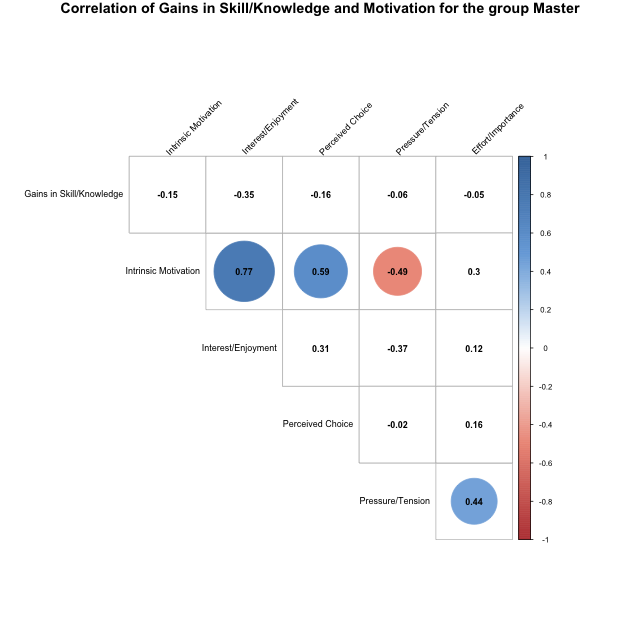 Correlation of Gains in Skill/Knowledge and Motivation for the group Master
Intrinsic Motivation
Interest/Enjoyment
Perceived Choice
Pressure/Tension
Effort/Importance
Gains in Skill/Knowledge -0.15 -0.35 -0.16 -0.06 -0.05
Intrinsic Motivation 0.77 0.59 -0.49 0.3
Interest/Enjoyment 0.31 -0.37 0.12
Perceived Choice -0.02 0.16
Pressure/Tension 0.44
1
0.8
0.6
0.4
0.2
0
-0.2
-0.4
-0.6
-0.8
-1